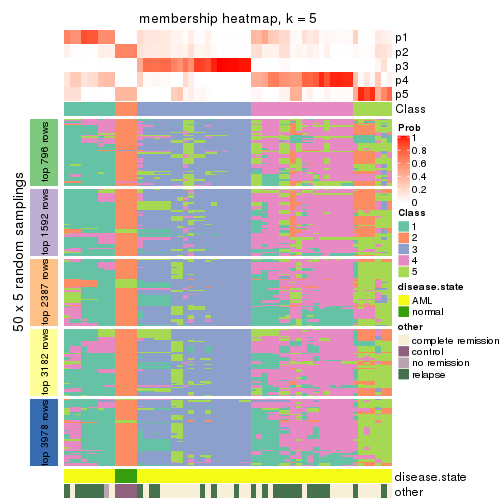 membership heatmap, k = 5
p1
p2
p3
p4
p5
Class
50 x 5 random samplings
top 796 rows
top 1592 rows
top 2387 rows
top 3182 rows
top 3978 rows
disease.state
other
Prob
1
0.8
0.6
0.4
0.2
0
Class
1
2
3
4
5
disease.state
AML
normal
other
complete remission
control
no remission
relapse